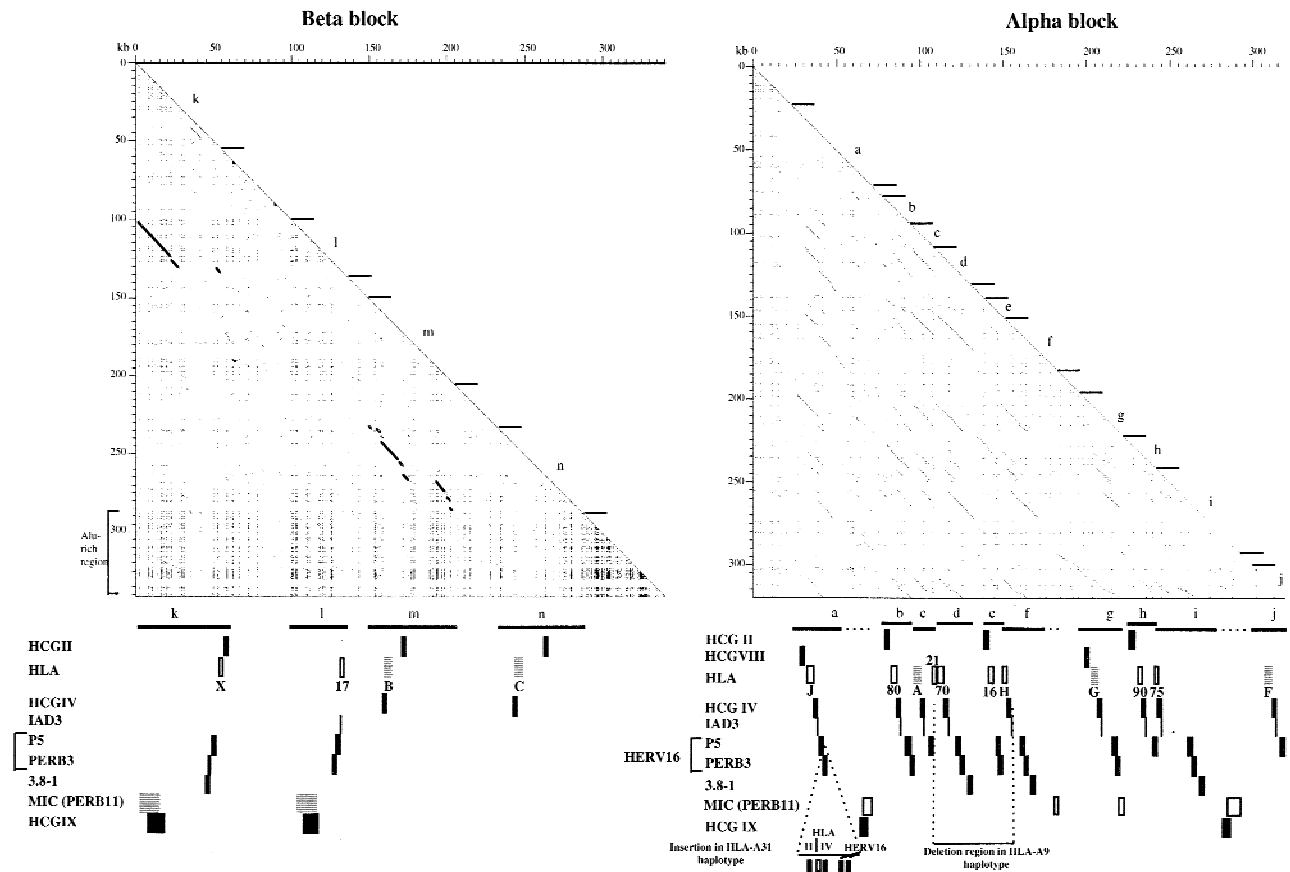 Beta block
kb 0 50 100 150 200 250 300
0
k
50
100
l
150
m
200
250
n
300
Alu-
rich
region
k l m n
HCGII
HLA
X 17 B C
HCGIV
IAD3
P5
PERB3
3.8-1
MIC (PERB11)
HCGIX
Alpha block
kb 0 50 100 150 200 250 300
0
50
a
b
100
c
d
e
150
f
200
g
h
250
i
300
j
a b c d e f g h i j
HCG II
HCGVIII
21
HLA
J 80 A 70 16 H G 90 75 F
HCG IV
IAD3
HERV16
P5
PERB3
3.8-1
MIC (PERB11)
HCG IX
HLA
Insertion in HLA-A31
haplotype
II IV HERV16
Deletion region in HLA-A9
haplotype